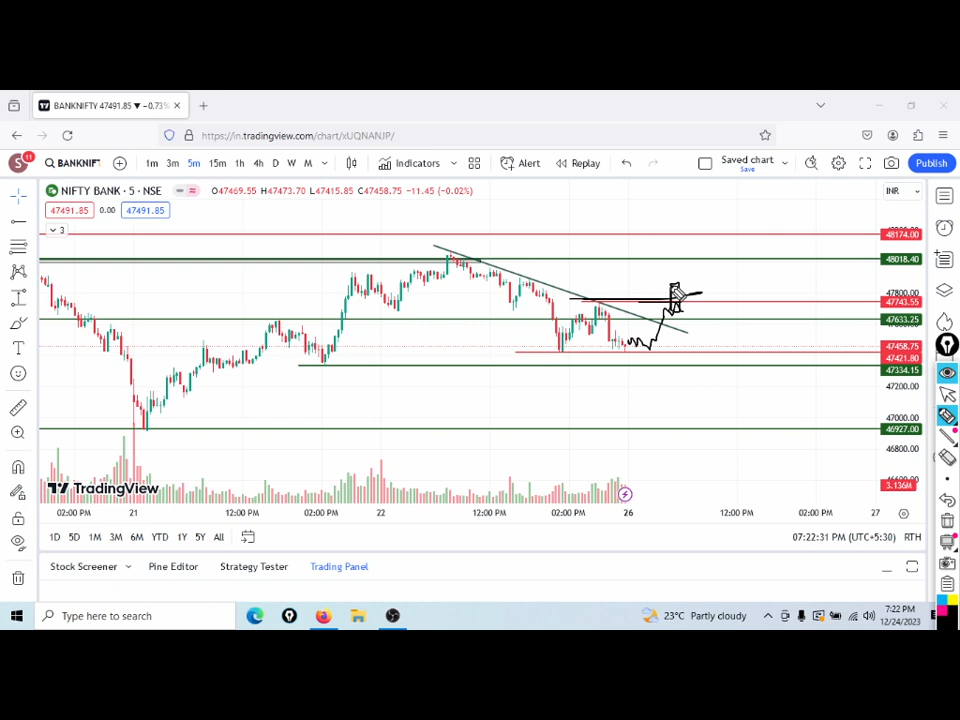 BANKNIFTY 47491.85 ▼ −0.73%
https://in.tradingview.com/chart/xUQNANJP/
S 11 BANKNIFT 1m 3m 5m 15m 1h 4h D W M Indicators Alert Replay Saved chart Save Publish
NIFTY BANK · 5 · NSE O47469.55 H47473.70 L47415.85 C47458.75 −11.45 (−0.02%) INR
47491.85 0.00 47491.85
3
48174.00
48018.40
47800.00
47743.55
47633.25
47458.75
47421.80
47334.15
47200.00
47000.00
46927.00
46800.00
3.136M
TradingView
02:00 PM 21 12:00 PM 02:00 PM 22 12:00 PM 02:00 PM 26 12:00 PM 02:00 PM 27
1D 5D 1M 3M 6M YTD 1Y 5Y All 07:22:31 PM (UTC+5:30) RTH
Stock Screener Pine Editor Strategy Tester Trading Panel
Type here to search 23°C Partly cloudy 7:22 PM
12/24/2023